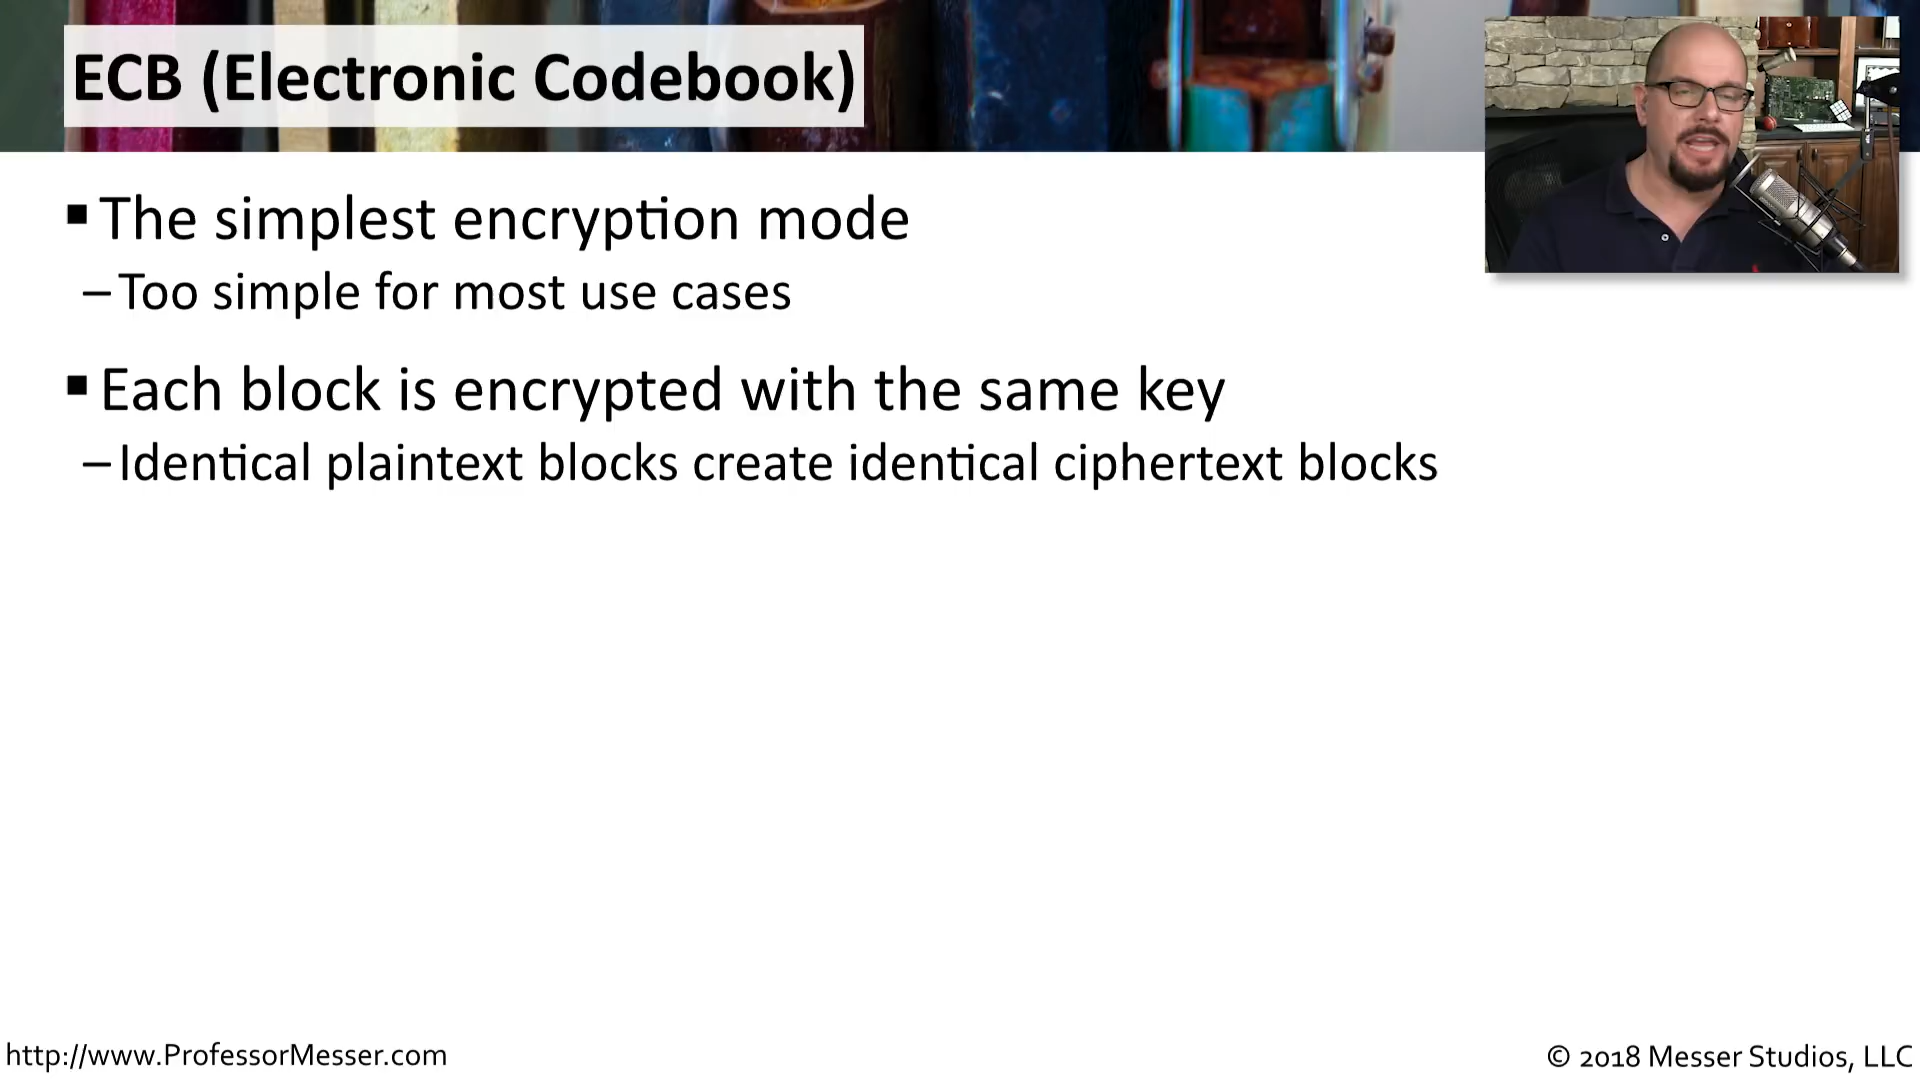 ECB (Electronic Codebook)
▪ The simplest encryption mode
– Too simple for most use cases
▪ Each block is encrypted with the same key
– Identical plaintext blocks create identical ciphertext blocks
http://www.ProfessorMesser.com
© 2018 Messer Studios, LLC